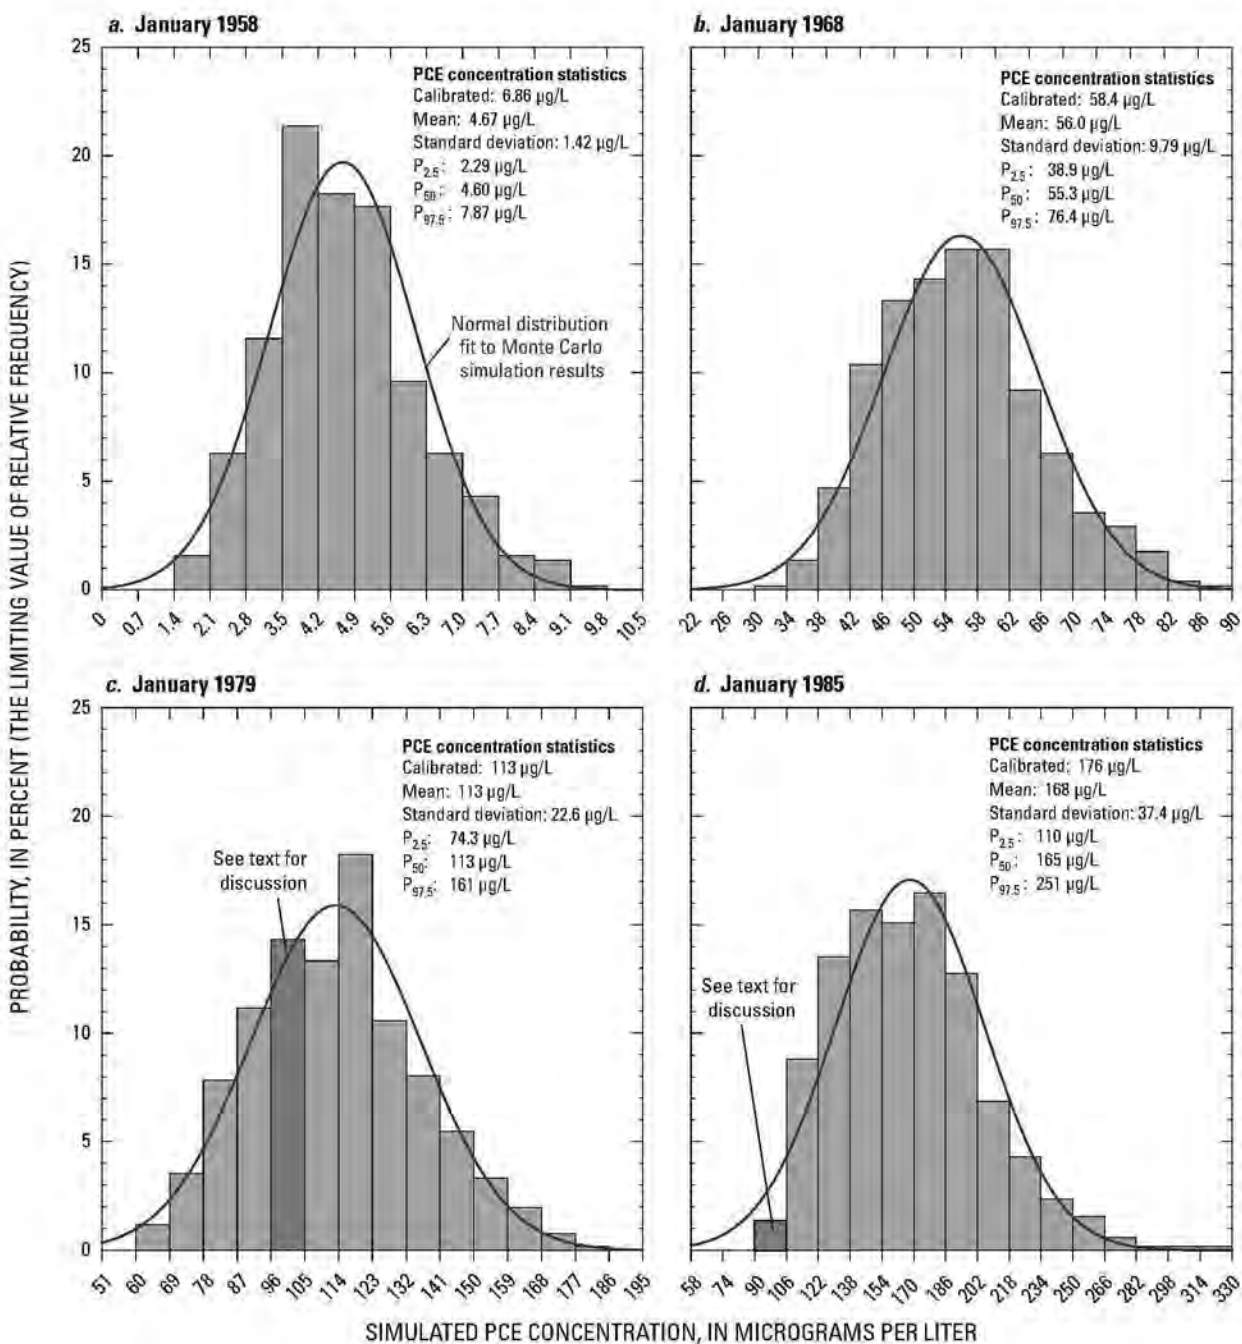 a. January 1958
25
20
15
10
5
0
PCE concentration statistics
Calibrated: 6.86 µg/L
Mean: 4.67 µg/L
Standard deviation: 1.42 µg/L
P2.5: 2.29 µg/L
P50: 4.60 µg/L
P97.5: 7.87 µg/L
Normal distribution
fit to Monte Carlo
simulation results
0 0.7 1.4 2.1 2.8 3.5 4.2 4.9 5.6 6.3 7.0 7.7 8.4 9.1 9.8 10.5
b. January 1968
PCE concentration statistics
Calibrated: 58.4 µg/L
Mean: 56.0 µg/L
Standard deviation: 9.79 µg/L
P2.5: 38.9 µg/L
P50: 55.3 µg/L
P97.5: 76.4 µg/L
22 26 30 34 38 42 46 50 54 58 62 66 70 74 78 82 86 90
c. January 1979
25
20
15
10
5
0
PCE concentration statistics
Calibrated: 113 µg/L
Mean: 113 µg/L
Standard deviation: 22.6 µg/L
P2.5: 74.3 µg/L
P50: 113 µg/L
P97.5: 161 µg/L
See text for
discussion
51 60 69 78 87 96 105 114 123 132 141 150 159 168 177 186 195
d. January 1985
PCE concentration statistics
Calibrated: 176 µg/L
Mean: 168 µg/L
Standard deviation: 37.4 µg/L
P2.5: 110 µg/L
P50: 165 µg/L
P97.5: 251 µg/L
See text for
discussion
58 74 90 106 122 138 154 170 186 202 218 234 250 266 282 298 314 330
PROBABILITY, IN PERCENT (THE LIMITING VALUE OF RELATIVE FREQUENCY)
SIMULATED PCE CONCENTRATION, IN MICROGRAMS PER LITER